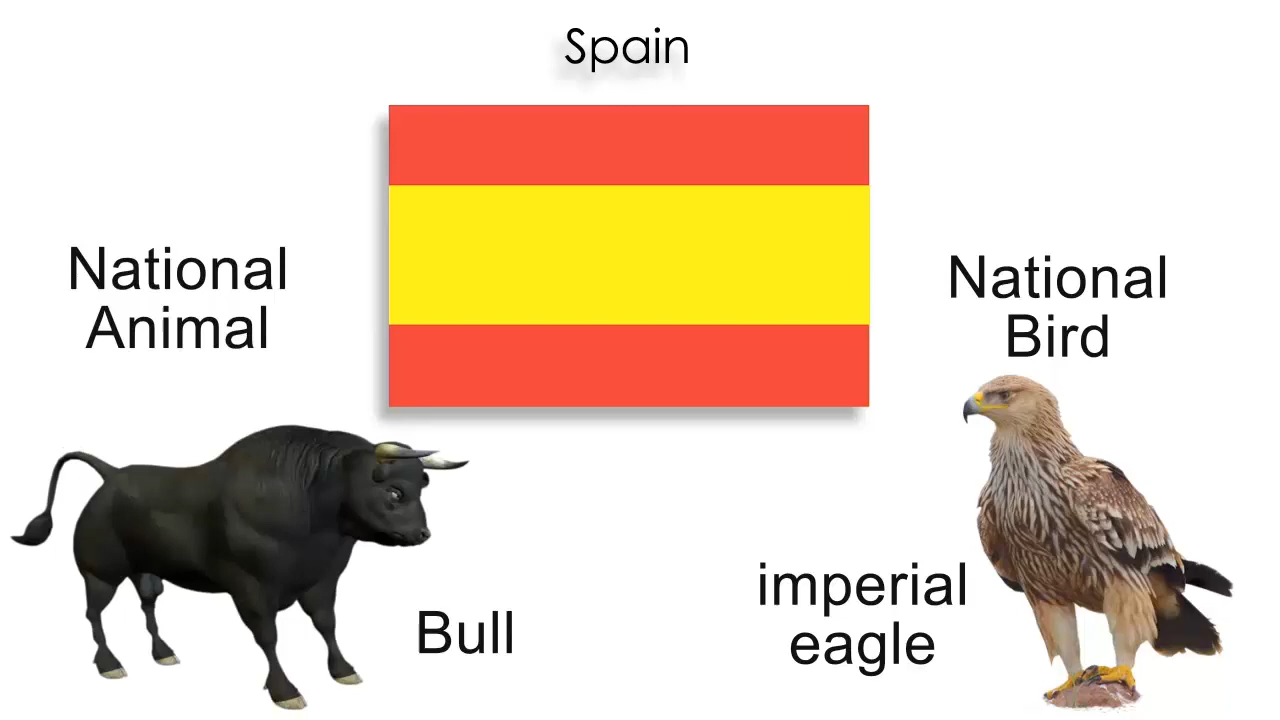 Spain
National
Animal
National
Bird
Bull
imperial
eagle